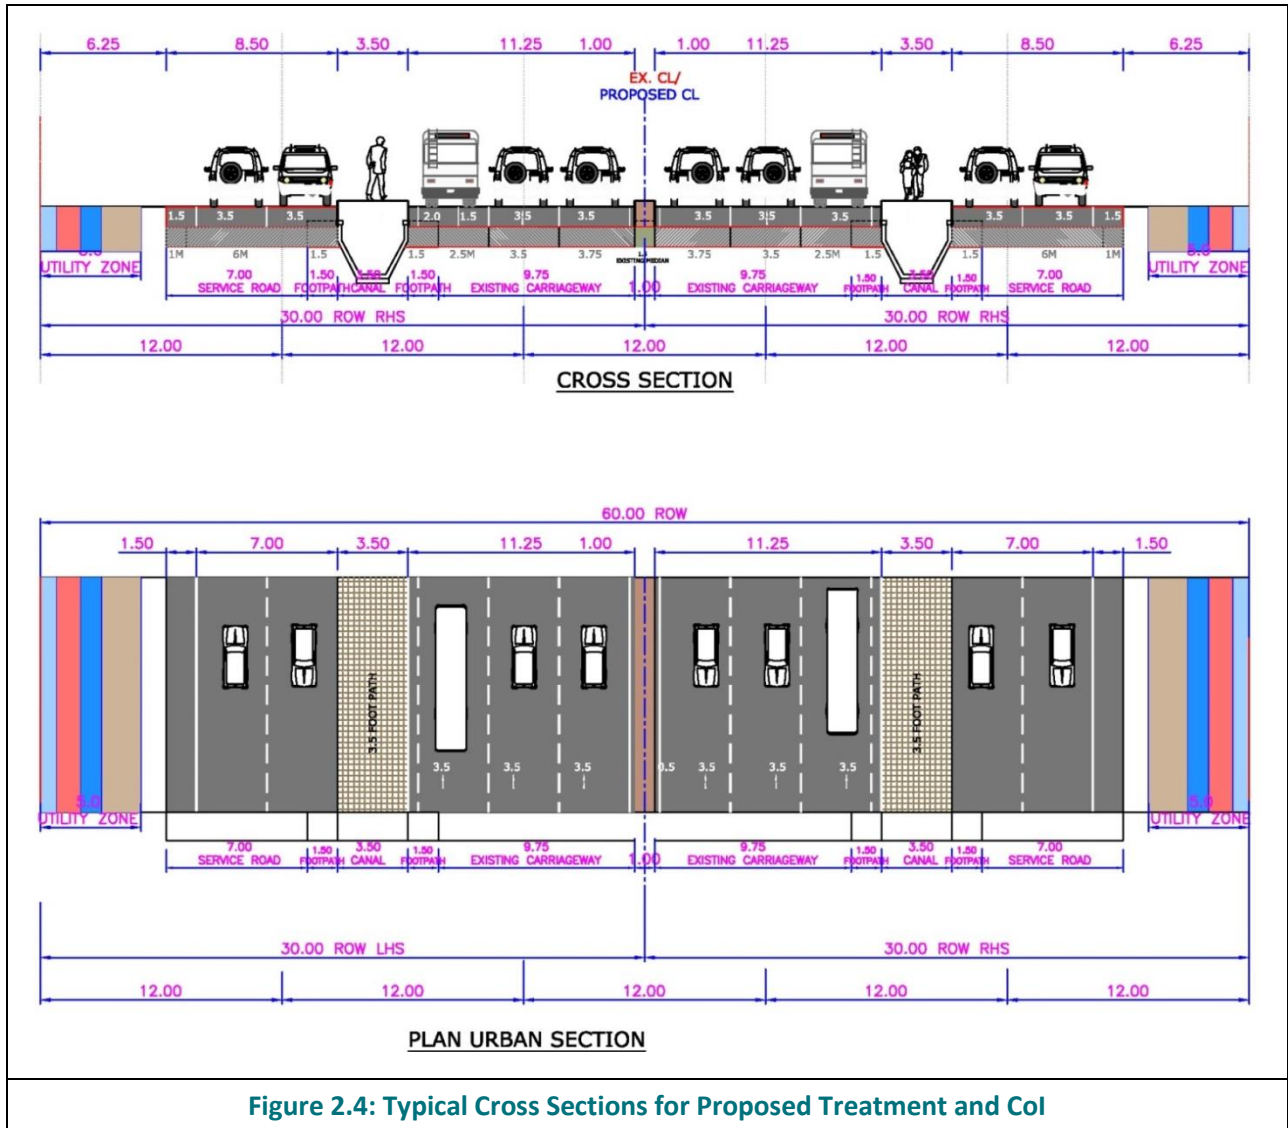 6.25 8.50 3.50 11.25 1.00 1.00 11.25 3.50 8.50 6.25
EX. CL/
PROPOSED CL
1.5 3.5 3.5 2.0 1.5 3.5 3.5 3.5 3.5 3.5 3.5 3.5 1.5
1M 6M 1.5 1.5 2.5M 3.5 3.75 3.75 3.5 2.5M 1.5 1.5 6M 1M
EXISTING MEDIAN
5.0 5.0
UTILITY ZONE UTILITY ZONE
7.00 1.50 3.50 1.50 9.75 1.00 9.75 1.50 3.50 1.50 7.00
SERVICE ROAD FOOTPATH CANAL FOOTPATH EXISTING CARRIAGEWAY EXISTING CARRIAGEWAY FOOTPATH CANAL FOOTPATH SERVICE ROAD
30.00 ROW RHS 30.00 ROW RHS
12.00 12.00 12.00 12.00 12.00
CROSS SECTION
60.00 ROW
1.50 7.00 3.50 11.25 1.00 11.25 3.50 7.00 1.50
3.5 FOOT PATH 3.5 FOOT PATH
3.5 3.5 3.5 0.5 3.5 3.5 3.5
5.0 5.0
UTILITY ZONE UTILITY ZONE
7.00 1.50 3.50 1.50 9.75 1.00 9.75 1.50 3.50 1.50 7.00
SERVICE ROAD FOOTPATH CANAL FOOTPATH EXISTING CARRIAGEWAY EXISTING CARRIAGEWAY FOOTPATH CANAL FOOTPATH SERVICE ROAD
30.00 ROW LHS 30.00 ROW RHS
12.00 12.00 12.00 12.00 12.00
PLAN URBAN SECTION
Figure 2.4: Typical Cross Sections for Proposed Treatment and CoI